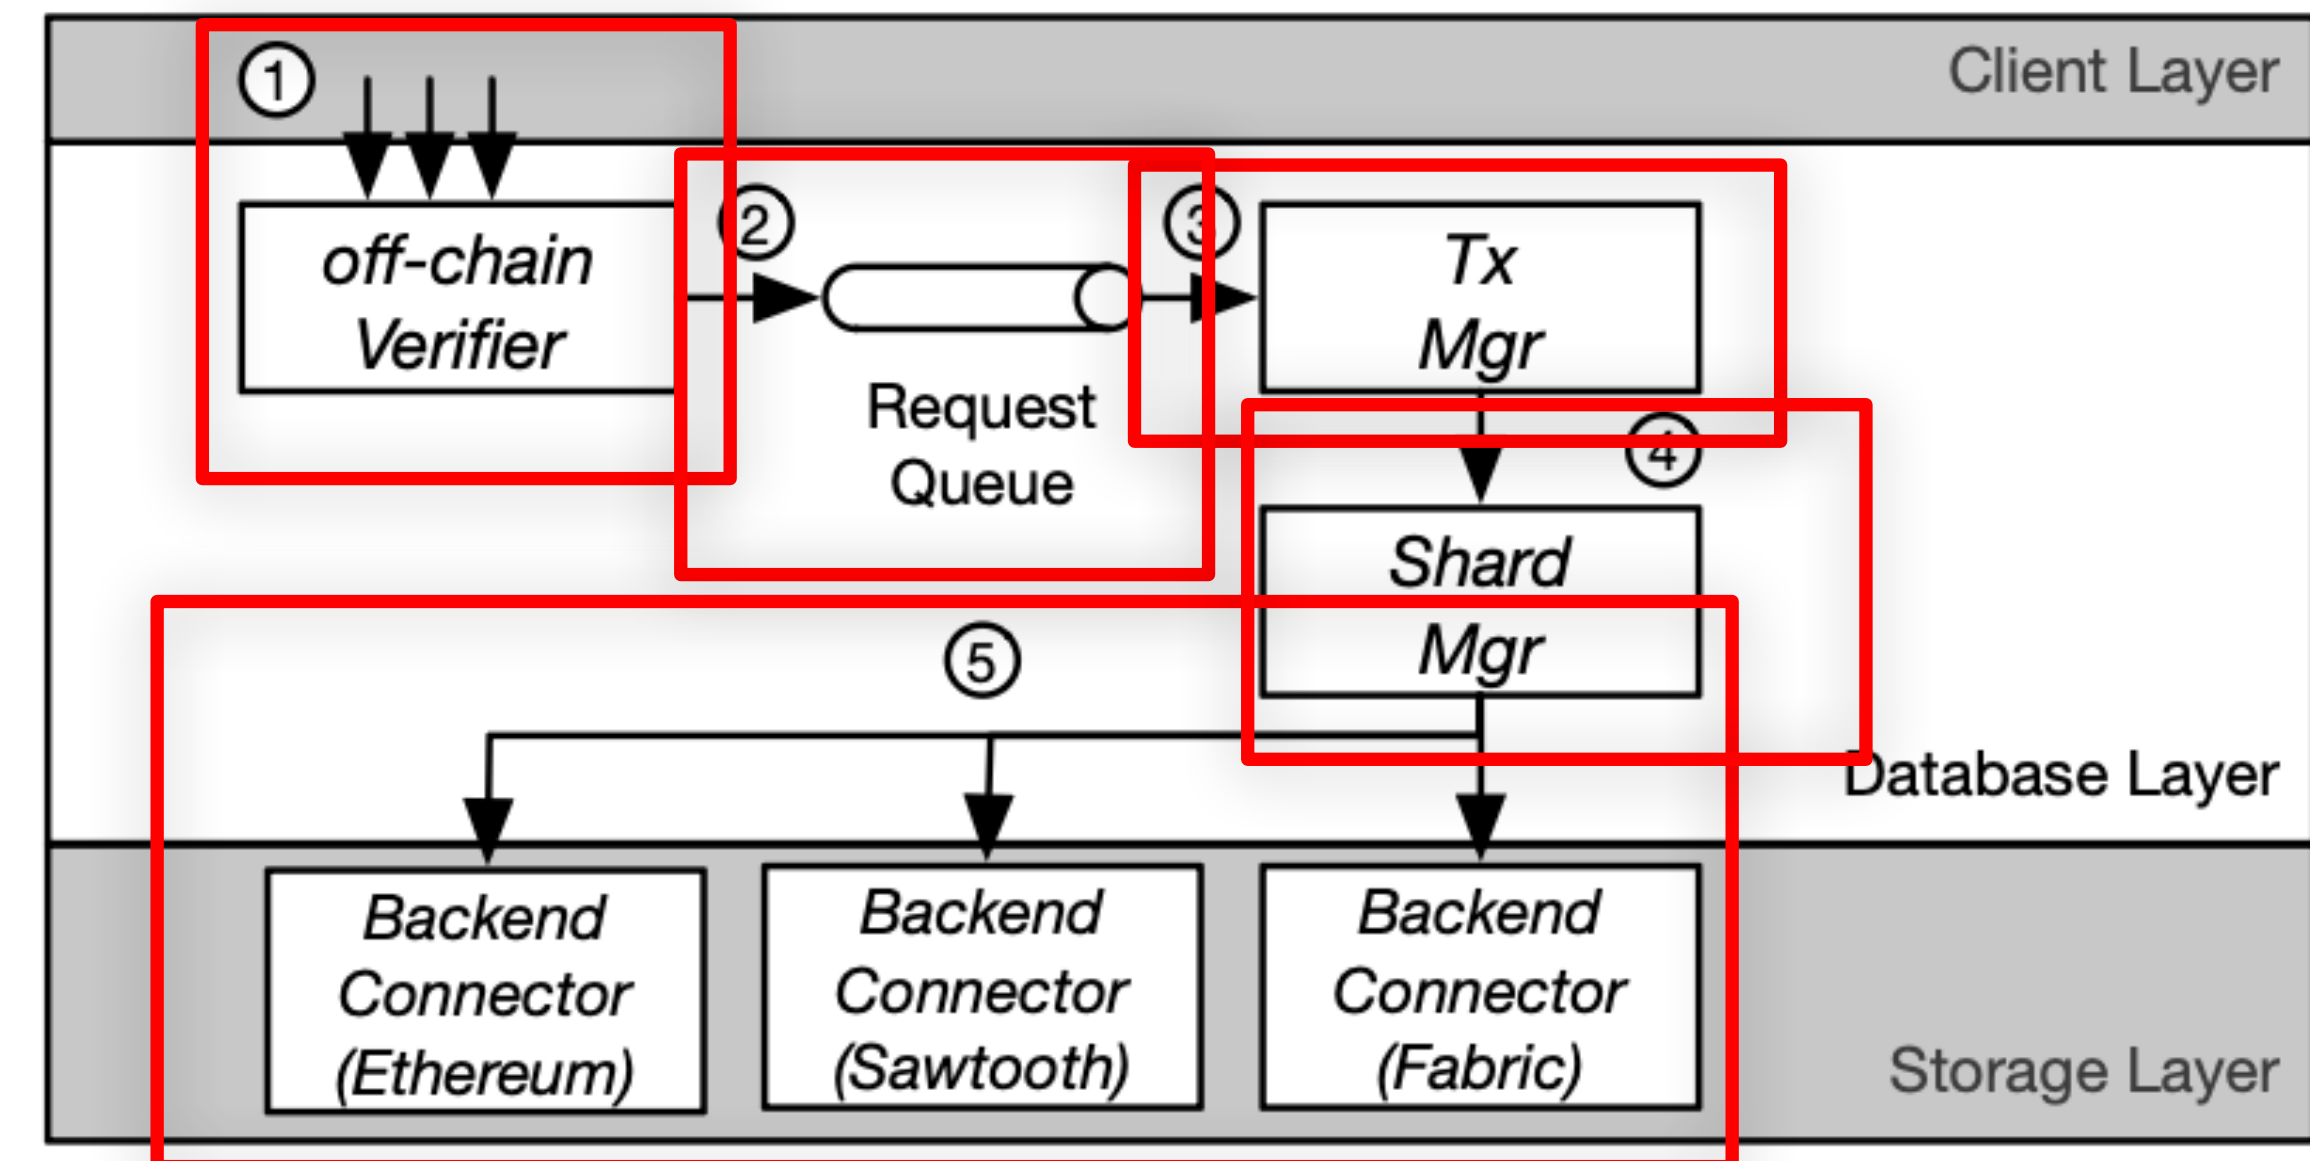 Client Layer
1
off-chain
Verifier
2
Request
Queue
3
Tx
Mgr
4
Shard
Mgr
5
Database Layer
Backend
Connector
(Ethereum)
Backend
Connector
(Sawtooth)
Backend
Connector
(Fabric)
Storage Layer